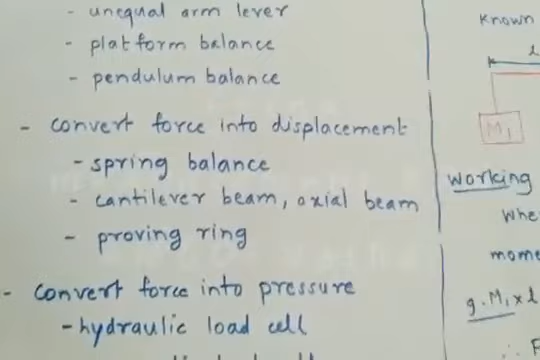 - unequal arm lever
- platform balance
- pendulum balance
- convert force into displacement
- spring balance
- cantilever beam, axial beam
- proving ring
- convert force into pressure
- hydraulic load cell
Known
l
M₁
Working
Whe
mome
g.M₁ x l
∴ F